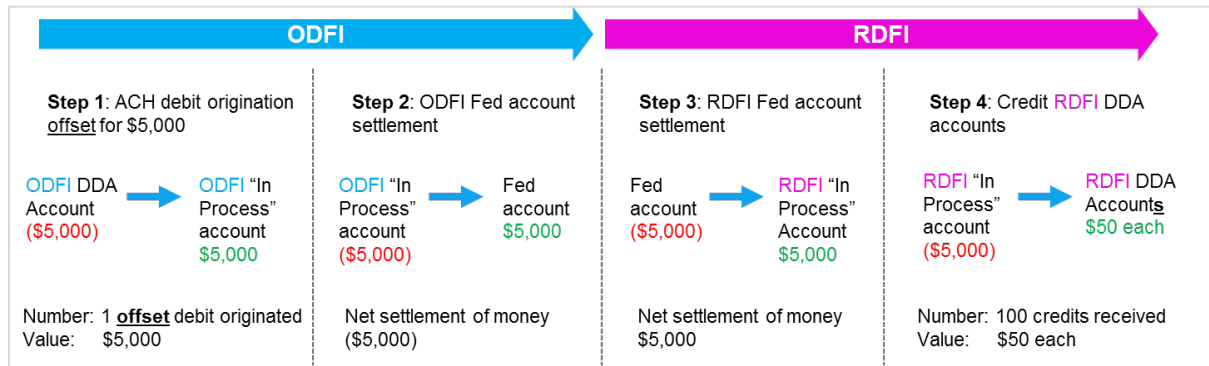 ODFI
RDFI
Step 1: ACH debit origination
offset for $5,000
ODFI DDA
Account
($5,000)
ODFI “In
Process”
account
$5,000
Number: 1 offset debit originated
Value: $5,000
Step 2: ODFI Fed account
settlement
ODFI “In
Process”
account
($5,000)
Fed
account
$5,000
Net settlement of money
($5,000)
Step 3: RDFI Fed account
settlement
Fed
account
($5,000)
RDFI “In
Process”
Account
$5,000
Net settlement of money
$5,000
Step 4: Credit RDFI DDA
accounts
RDFI “In
Process”
account
($5,000)
RDFI DDA
Accounts
$50 each
Number: 100 credits received
Value: $50 each